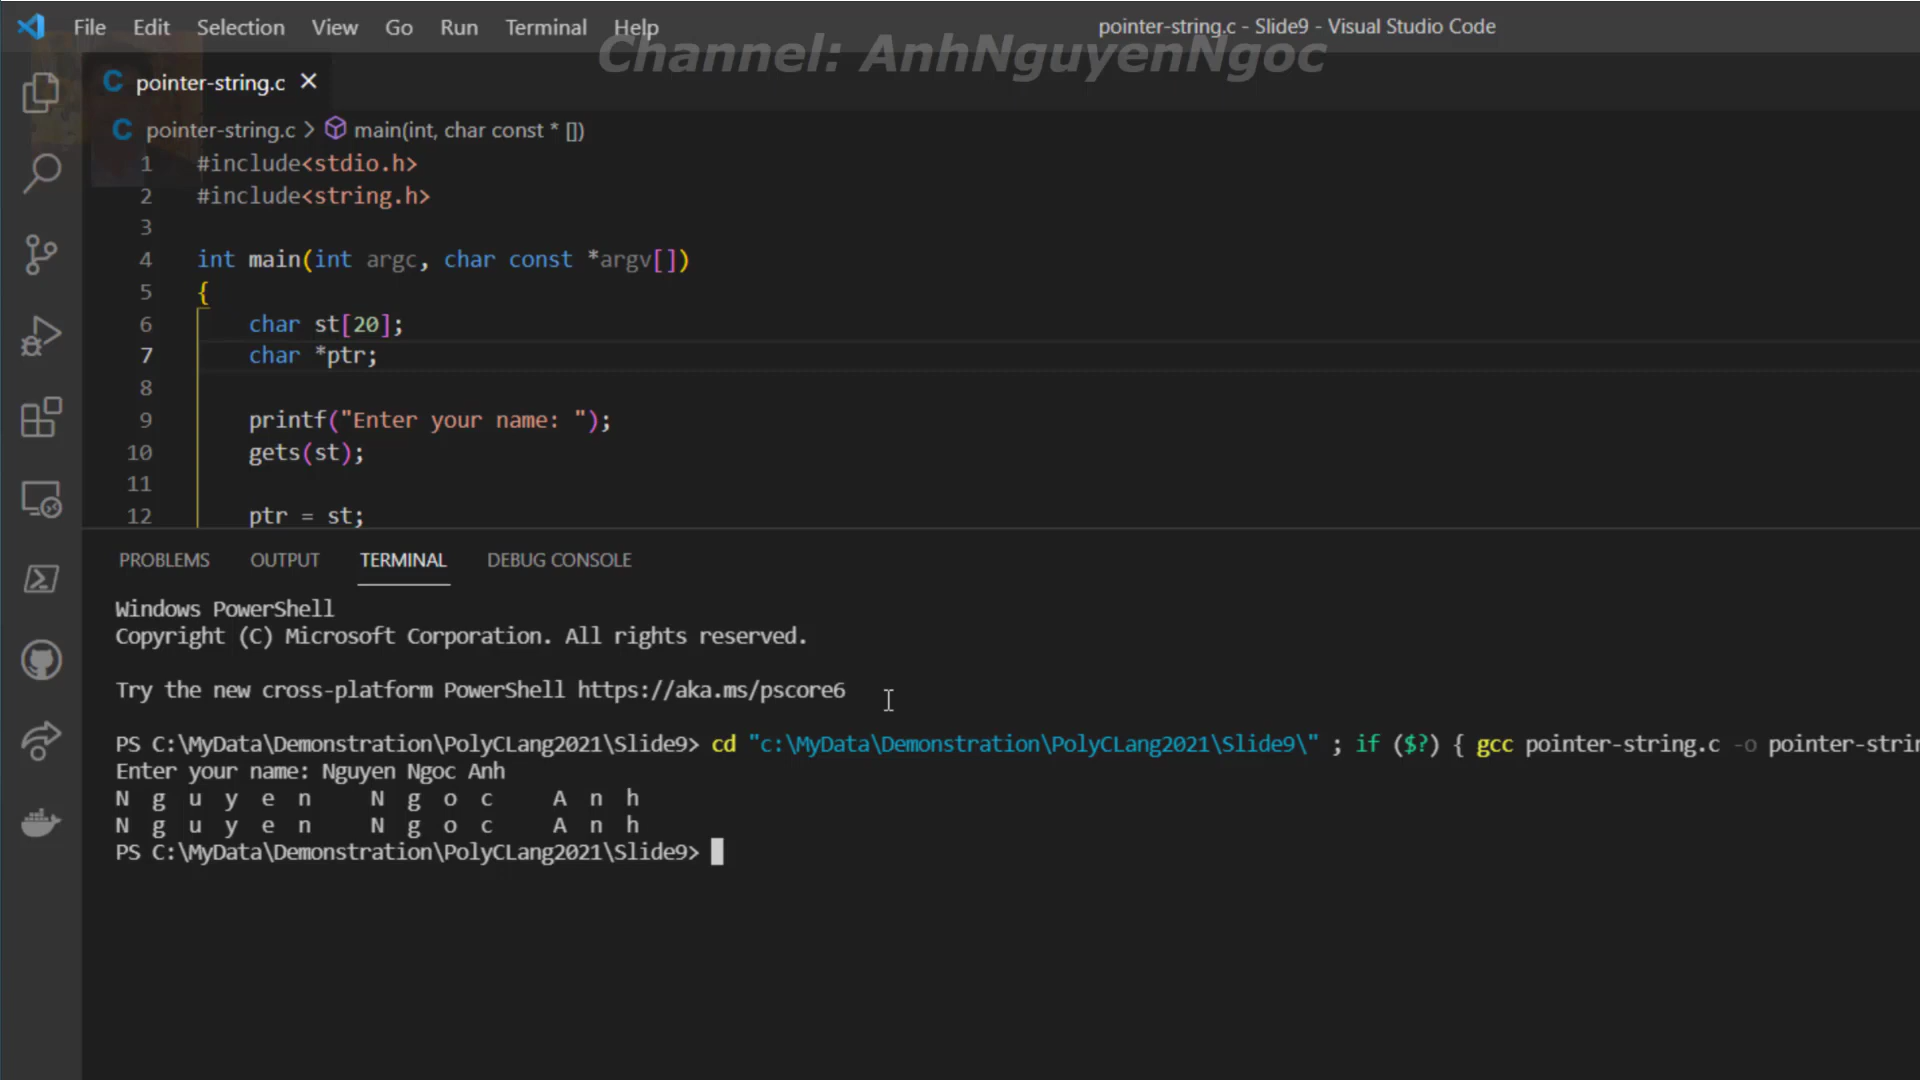 File Edit Selection View Go Run Terminal Help pointer-string.c - Slide9 - Visual Studio Code
Channel: AnhNguyenNgoc
C pointer-string.c ×
C pointer-string.c > main(int, char const * [])
1 #include<stdio.h>
2 #include<string.h>
3
4 int main(int argc, char const *argv[])
5 {
6 char st[20];
7 char *ptr;
8
9 printf("Enter your name: ");
10 gets(st);
11
12 ptr = st;
PROBLEMS OUTPUT TERMINAL DEBUG CONSOLE
Windows PowerShell
Copyright (C) Microsoft Corporation. All rights reserved.
Try the new cross-platform PowerShell https://aka.ms/pscore6
PS C:\MyData\Demonstration\PolyCLang2021\Slide9> cd "c:\MyData\Demonstration\PolyCLang2021\Slide9\" ; if ($?) { gcc pointer-string.c -o pointer-strin
Enter your name: Nguyen Ngoc Anh
N g u y e n   N g o c   A n h
N g u y e n   N g o c   A n h
PS C:\MyData\Demonstration\PolyCLang2021\Slide9>